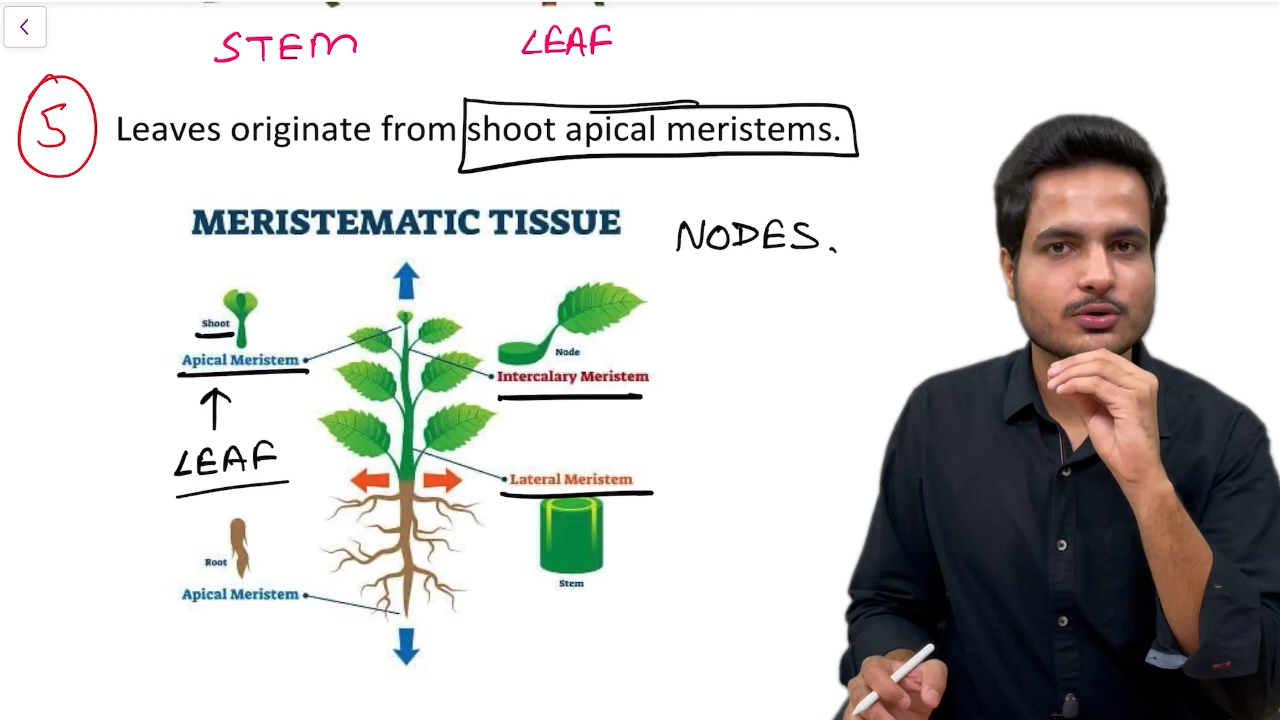 STEM
LEAF
5
Leaves originate from shoot apical meristems.
MERISTEMATIC TISSUE
NODES.
Shoot
Apical Meristem
Node
Intercalary Meristem
LEAF
Lateral Meristem
Root
Stem
Apical Meristem